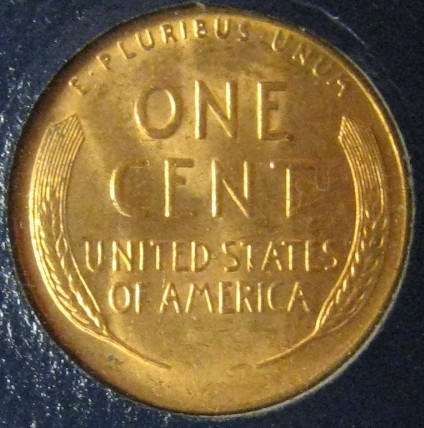 E · PLURIBUS · UNUM
ONE
CENT
UNITED STATES
OF AMERICA